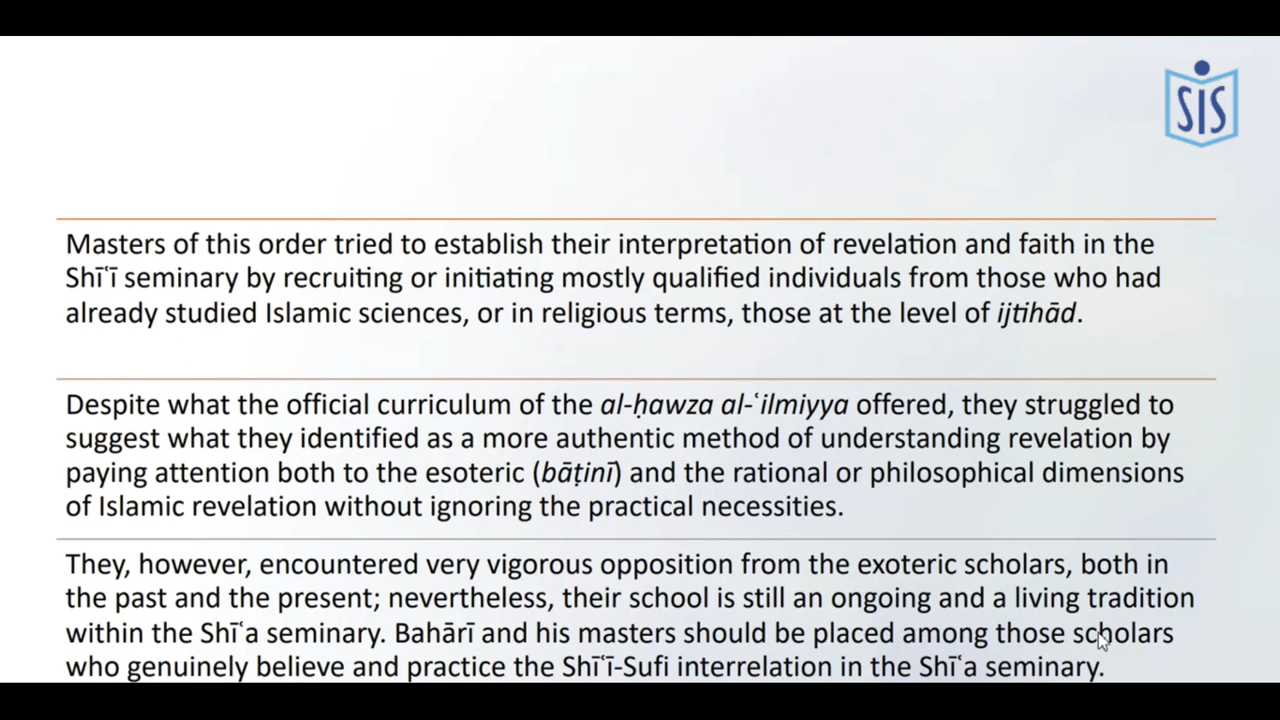 SIS
Masters of this order tried to establish their interpretation of revelation and faith in the
Shīʿī seminary by recruiting or initiating mostly qualified individuals from those who had
already studied Islamic sciences, or in religious terms, those at the level of ijtihād.
Despite what the official curriculum of the al-ḥawza al-ʿilmiyya offered, they struggled to
suggest what they identified as a more authentic method of understanding revelation by
paying attention both to the esoteric (bāṭinī) and the rational or philosophical dimensions
of Islamic revelation without ignoring the practical necessities.
They, however, encountered very vigorous opposition from the exoteric scholars, both in
the past and the present; nevertheless, their school is still an ongoing and a living tradition
within the Shīʿa seminary. Bahārī and his masters should be placed among those scholars
who genuinely believe and practice the Shīʿī-Sufi interrelation in the Shīʿa seminary.